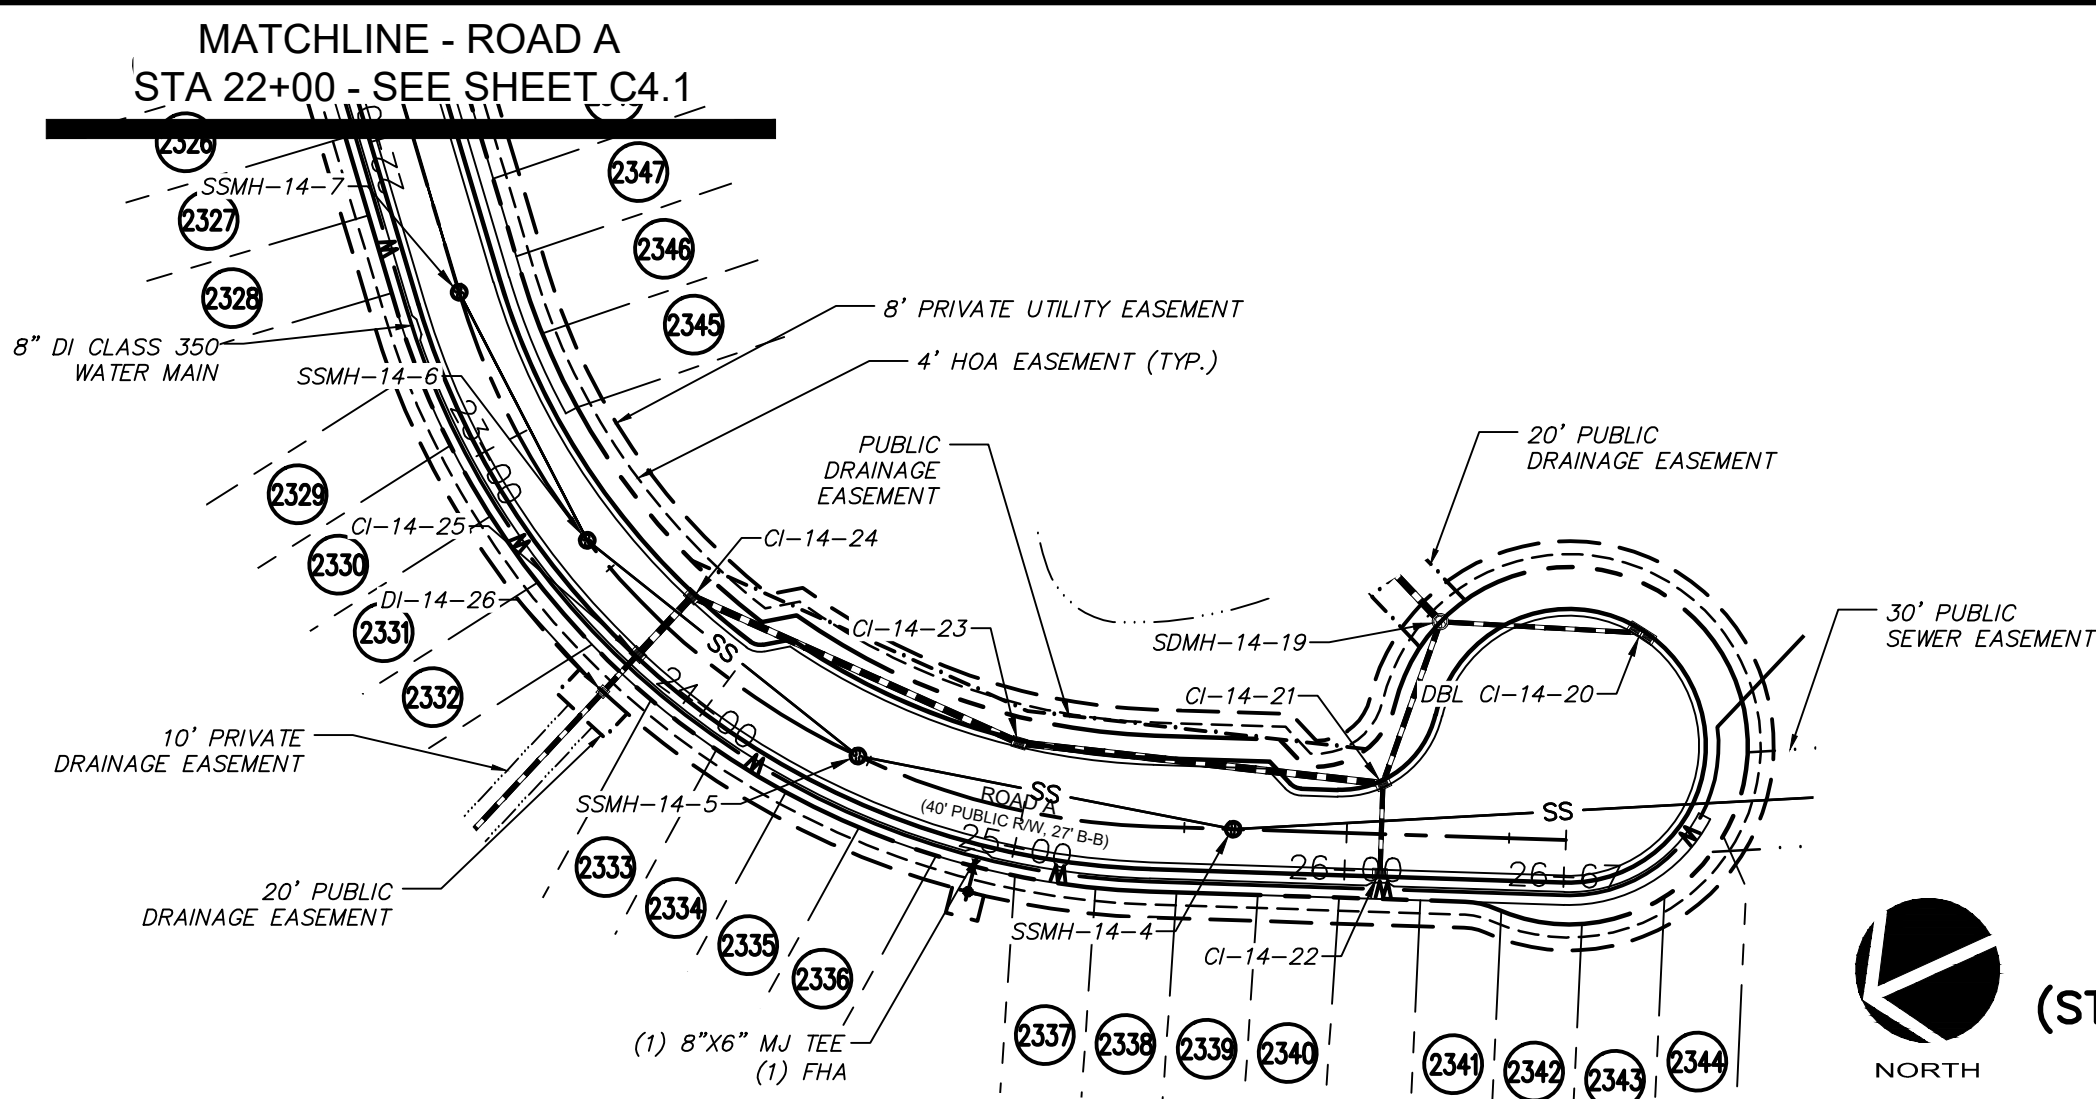 MATCHLINE - ROAD A
STA 22+00 - SEE SHEET C4.1
2326
2347
SSMH-14-7
2327
2346
2328
2345
8' PRIVATE UTILITY EASEMENT
8" DI CLASS 350
WATER MAIN
4' HOA EASEMENT (TYP.)
SSMH-14-6
W
23+00
PUBLIC
DRAINAGE
EASEMENT
20' PUBLIC
DRAINAGE EASEMENT
2329
CI-14-25
W
CI-14-24
2330
DI-14-26
2331
CI-14-23
SDMH-14-19
30' PUBLIC
SEWER EASEMENT
SS
2332
24+00
CI-14-21
DBL CI-14-20
10' PRIVATE
DRAINAGE EASEMENT
W
SSMH-14-5
SS
ROAD A
(40' PUBLIC R/W, 27' B-B)
SS
W
25+00
W
26+00
W
26+67
2333
20' PUBLIC
DRAINAGE EASEMENT
2334
2335
SSMH-14-4
CI-14-22
2336
(1) 8"X6" MJ TEE
(1) FHA
2337
2338
2339
2340
2341
2342
2343
2344
NORTH
(ST